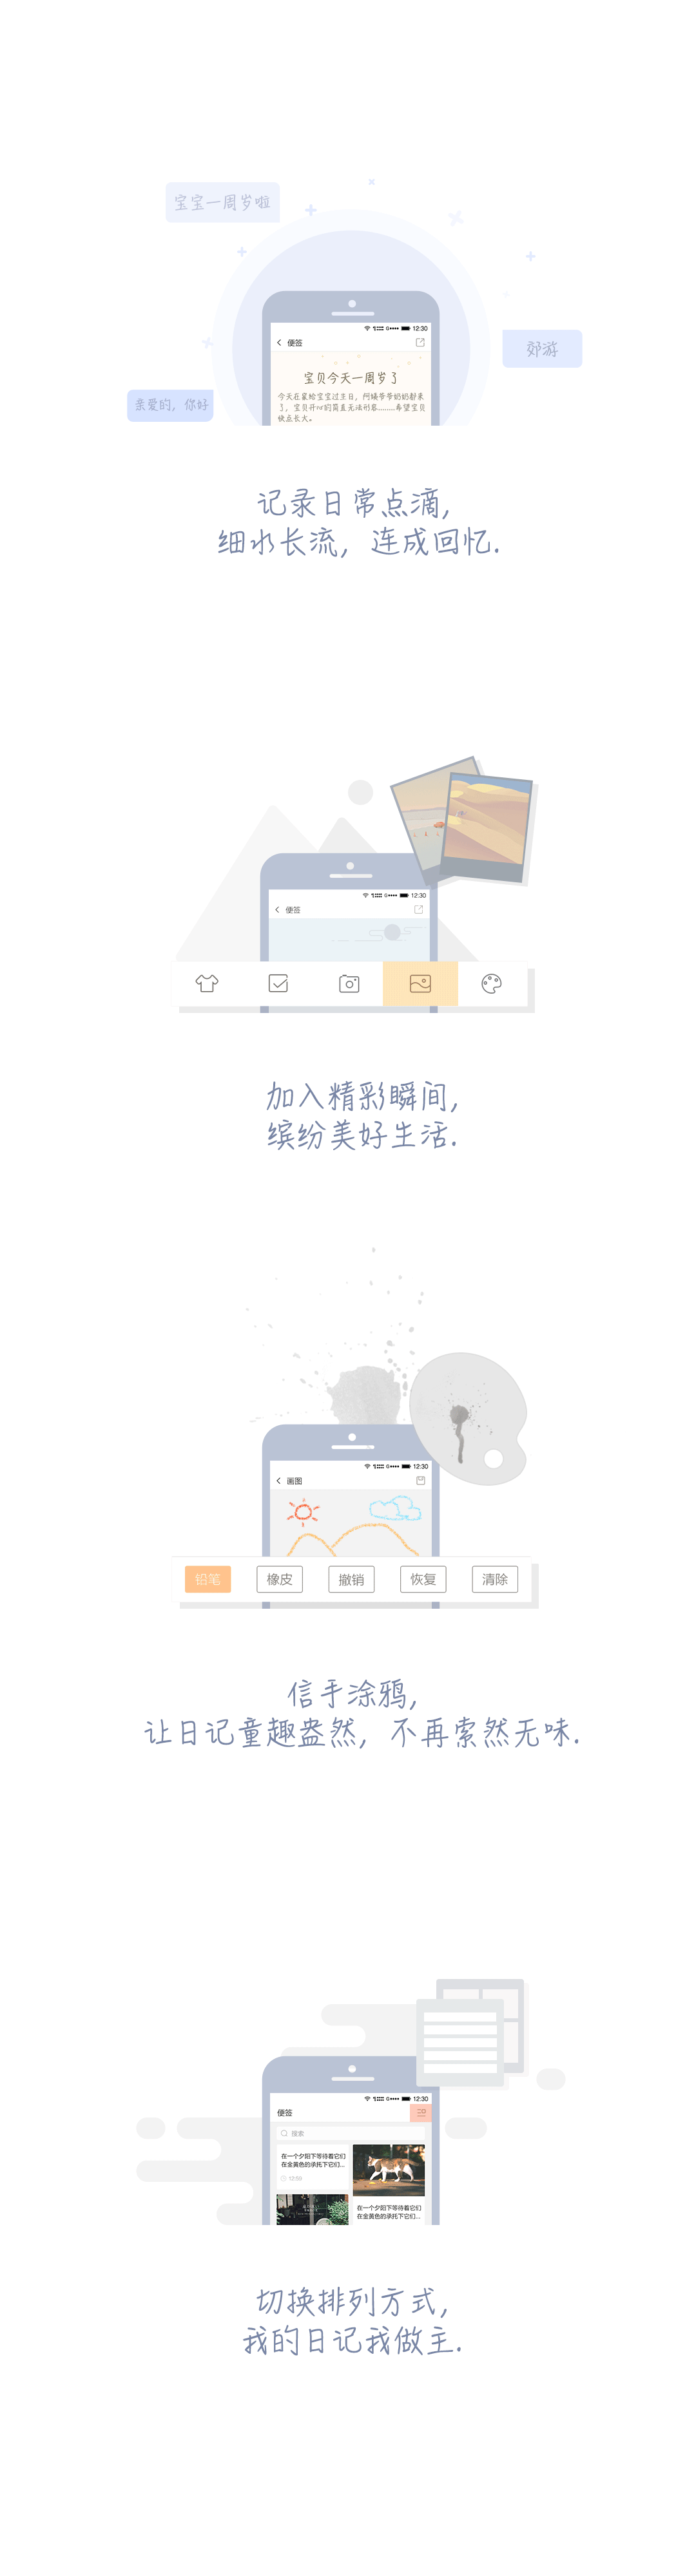 宝宝一周岁啦
12:30
便签
郊游
宝贝今天一周岁了
今天在家给宝宝过生日，阿姨爷爷奶奶都来
了，宝贝开心的简直无法形容........希望宝贝
快点长大。
亲爱的，你好
记录日常点滴,
细水长流，连成回忆.
12:30
便签
加入精彩瞬间,
缤纷美好生活.
12:30
画图
铅笔 橡皮 撤销 恢复 清除
信手涂鸦,
让日记童趣盎然，不再索然无味.
12:30
便签
搜索
在一个夕阳下等待着它们
在金黄色的承托下它们...
12:59
在一个夕阳下等待着它们
在金黄色的承托下它们...
切换排列方式,
我的日记我做主.